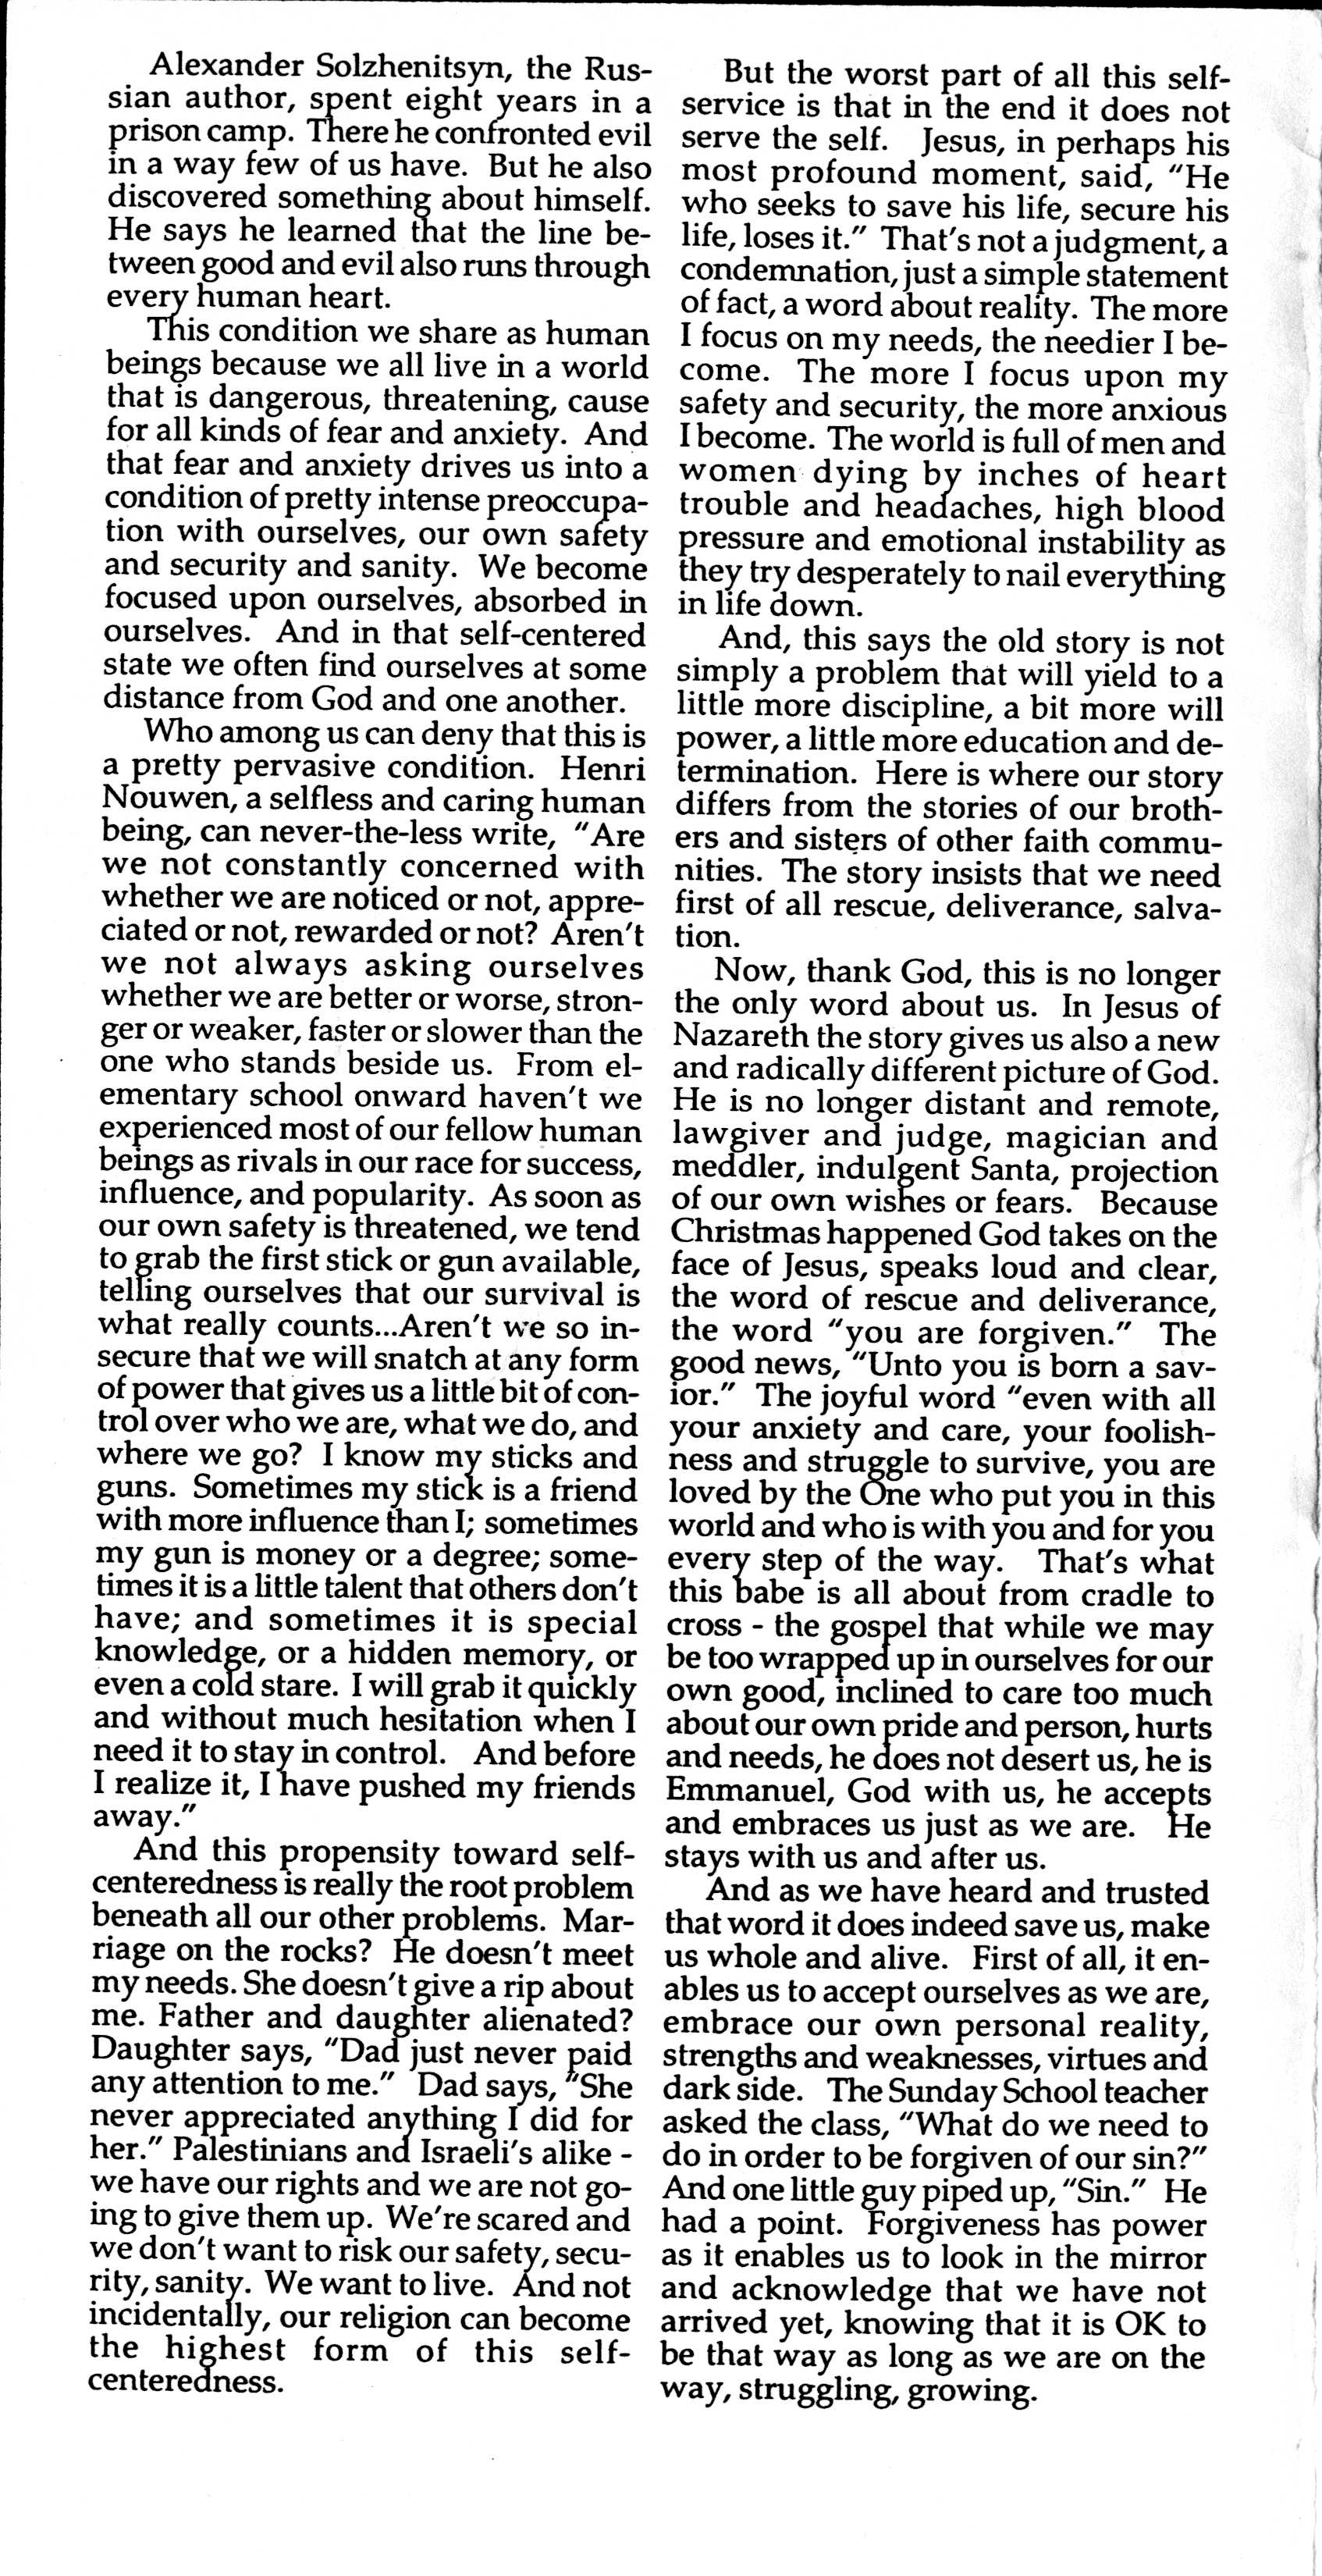 Alexander Solzhenitsyn, the Rus-
sian author, spent eight years in a
prison camp. There he confronted evil
in a way few of us have. But he also
discovered something about himself.
He says he learned that the line be-
tween good and evil also runs through
every human heart.
This condition we share as human
beings because we all live in a world
that is dangerous, threatening, cause
for all kinds of fear and anxiety. And
that fear and anxiety drives us into a
condition of pretty intense preoccupa-
tion with ourselves, our own safety
and security and sanity. We become
focused upon ourselves, absorbed in
ourselves. And in that self-centered
state we often find ourselves at some
distance from God and one another.
Who among us can deny that this is
a pretty pervasive condition. Henri
Nouwen, a selfless and caring human
being, can never-the-less write, "Are
we not constantly concerned with
whether we are noticed or not, appre-
ciated or not, rewarded or not? Aren't
we not always asking ourselves
whether we are better or worse, stron-
ger or weaker, faster or slower than the
one who stands beside us. From el-
ementary school onward haven't we
experienced most of our fellow human
beings as rivals in our race for success,
influence, and popularity. As soon as
our own safety is threatened, we tend
to grab the first stick or gun available,
telling ourselves that our survival is
what really counts...Aren't we so in-
secure that we will snatch at any form
of power that gives us a little bit of con-
trol over who we are, what we do, and
where we go? I know my sticks and
guns. Sometimes my stick is a friend
with more influence than I; sometimes
my gun is money or a degree; some-
times it is a little talent that others don't
have; and sometimes it is special
knowledge, or a hidden memory, or
even a cold stare. I will grab it quickly
and without much hesitation when I
need it to stay in control. And before
I realize it, I have pushed my friends
away."
And this propensity toward self-
centeredness is really the root problem
beneath all our other problems. Mar-
riage on the rocks? He doesn't meet
my needs. She doesn't give a rip about
me. Father and daughter alienated?
Daughter says, "Dad just never paid
any attention to me." Dad says, "She
never appreciated anything I did for
her." Palestinians and Israeli's alike -
we have our rights and we are not go-
ing to give them up. We're scared and
we don't want to risk our safety, secu-
rity, sanity. We want to live. And not
incidentally, our religion can become
the highest form of this self-
centeredness.
But the worst part of all this self-
service is that in the end it does not
serve the self. Jesus, in perhaps his
most profound moment, said, "He
who seeks to save his life, secure his
life, loses it." That's not a judgment, a
condemnation, just a simple statement
of fact, a word about reality. The more
I focus on my needs, the needier I be-
come. The more I focus upon my
safety and security, the more anxious
I become. The world is full of men and
women dying by inches of heart
trouble and headaches, high blood
pressure and emotional instability as
they try desperately to nail everything
in life down.
And, this says the old story is not
simply a problem that will yield to a
little more discipline, a bit more will
power, a little more education and de-
termination. Here is where our story
differs from the stories of our broth-
ers and sisters of other faith commu-
nities. The story insists that we need
first of all rescue, deliverance, salva-
tion.
Now, thank God, this is no longer
the only word about us. In Jesus of
Nazareth the story gives us also a new
and radically different picture of God.
He is no longer distant and remote,
lawgiver and judge, magician and
meddler, indulgent Santa, projection
of our own wishes or fears. Because
Christmas happened God takes on the
face of Jesus, speaks loud and clear,
the word of rescue and deliverance,
the word "you are forgiven." The
good news, "Unto you is born a sav-
ior." The joyful word "even with all
your anxiety and care, your foolish-
ness and struggle to survive, you are
loved by the One who put you in this
world and who is with you and for you
every step of the way. That's what
this babe is all about from cradle to
cross - the gospel that while we may
be too wrapped up in ourselves for our
own good, inclined to care too much
about our own pride and person, hurts
and needs, he does not desert us, he is
Emmanuel, God with us, he accepts
and embraces us just as we are. He
stays with us and after us.
And as we have heard and trusted
that word it does indeed save us, make
us whole and alive. First of all, it en-
ables us to accept ourselves as we are,
embrace our own personal reality,
strengths and weaknesses, virtues and
dark side. The Sunday School teacher
asked the class, "What do we need to
do in order to be forgiven of our sin?"
And one little guy piped up, "Sin." He
had a point. Forgiveness has power
as it enables us to look in the mirror
and acknowledge that we have not
arrived yet, knowing that it is OK to
be that way as long as we are on the
way, struggling, growing.